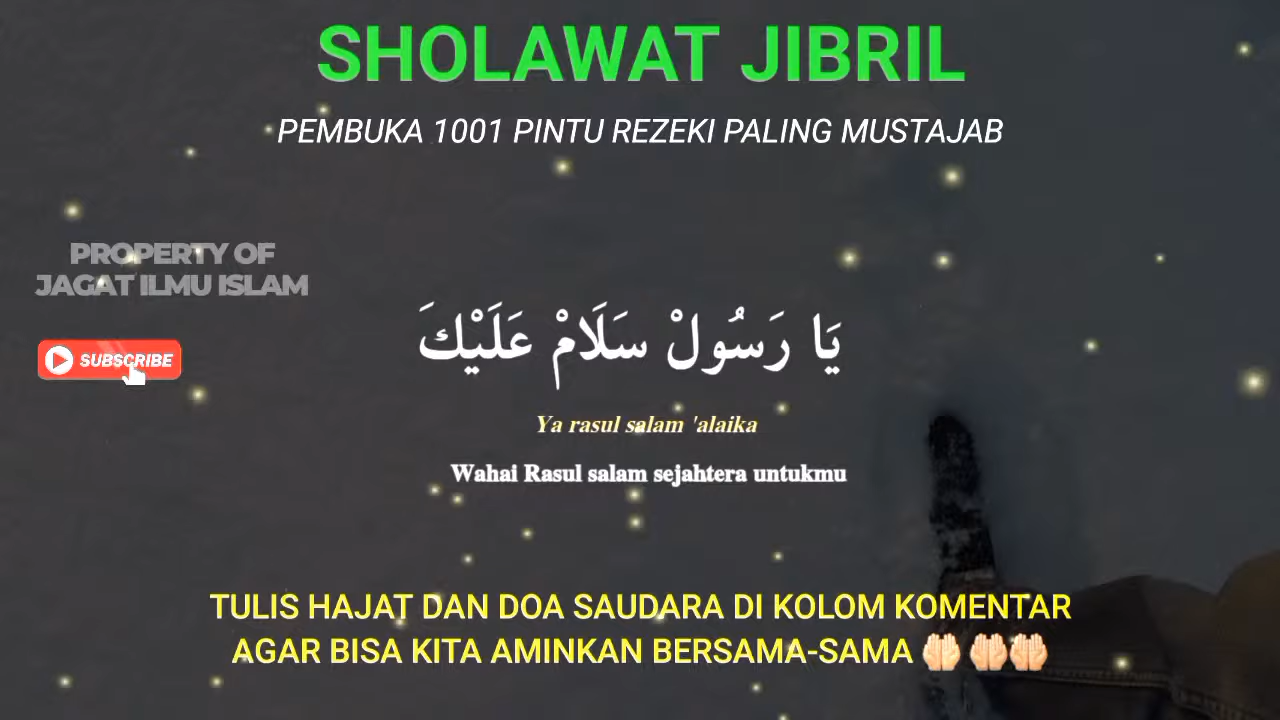 SHOLAWAT JIBRIL
PEMBUKA 1001 PINTU REZEKI PALING MUSTAJAB
PROPERTY OF
JAGAT ILMU ISLAM
SUBSCRIBE
يَا رَسُولْ سَلَامْ عَلَيْكَ
Ya rasul salam 'alaika
Wahai Rasul salam sejahtera untukmu
TULIS HAJAT DAN DOA SAUDARA DI KOLOM KOMENTAR
AGAR BISA KITA AMINKAN BERSAMA-SAMA 🤲🏻 🤲🏻🤲🏻